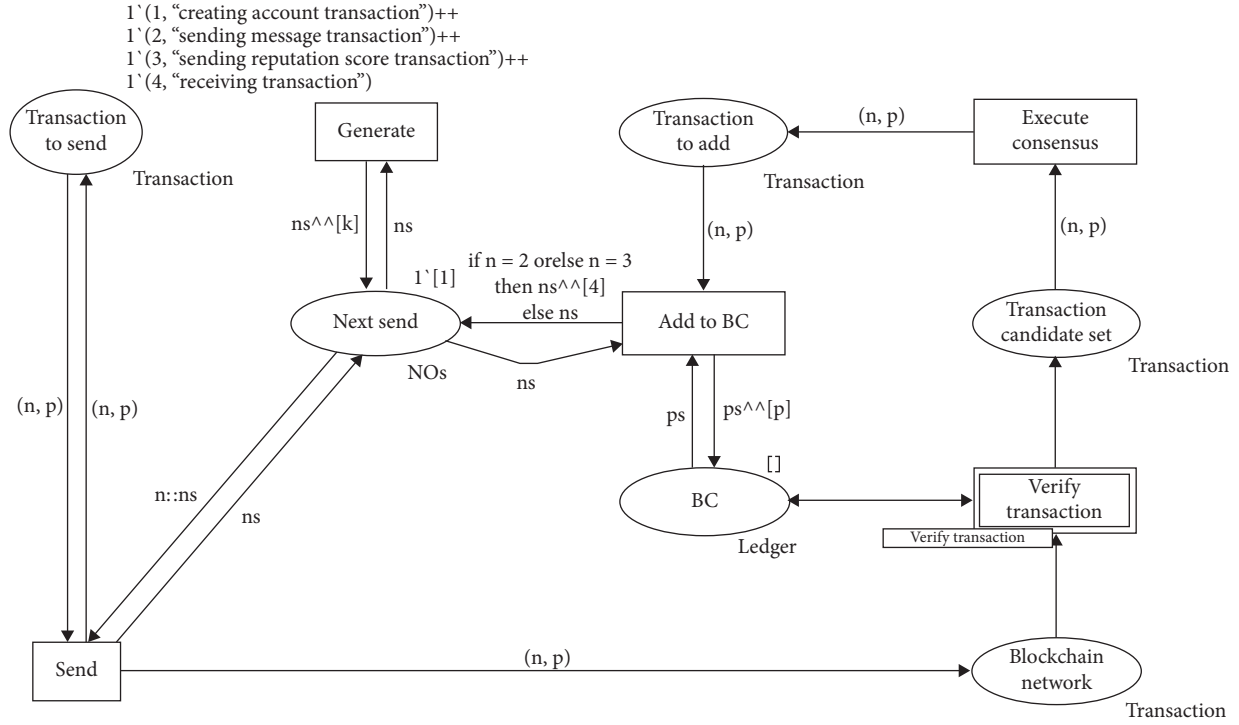 1`(1, “creating account transaction”)++
1`(2, “sending message transaction”)++
1`(3, “sending reputation score transaction”)++
1`(4, “receiving transaction”)
Transaction
to send
Transaction
Generate
Transaction
to add
Transaction
(n, p)
Execute
consensus
ns^^[k]
ns
(n, p)
(n, p)
1`[1]
if n = 2 orelse n = 3
then ns^^[4]
else ns
Next send
NOs
ns
Add to BC
Transaction
candidate set
Transaction
(n, p)
(n, p)
ps
ps^^[p]
n::ns
ns
[]
BC
Ledger
Verify
transaction
Verify transaction
Send
(n, p)
Blockchain
network
Transaction